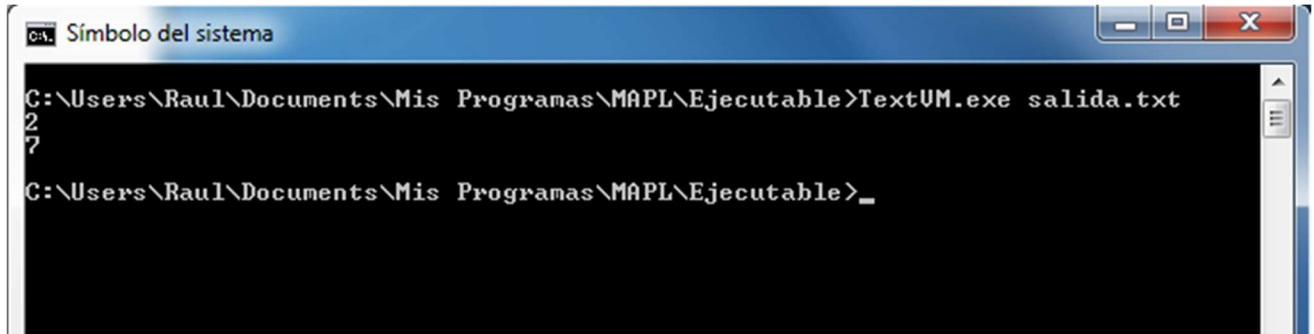 C:\. Símbolo del sistema
C:\Users\Raul\Documents\Mis Programas\MAPL\Ejecutable>TextVM.exe salida.txt
2
7
C:\Users\Raul\Documents\Mis Programas\MAPL\Ejecutable>_